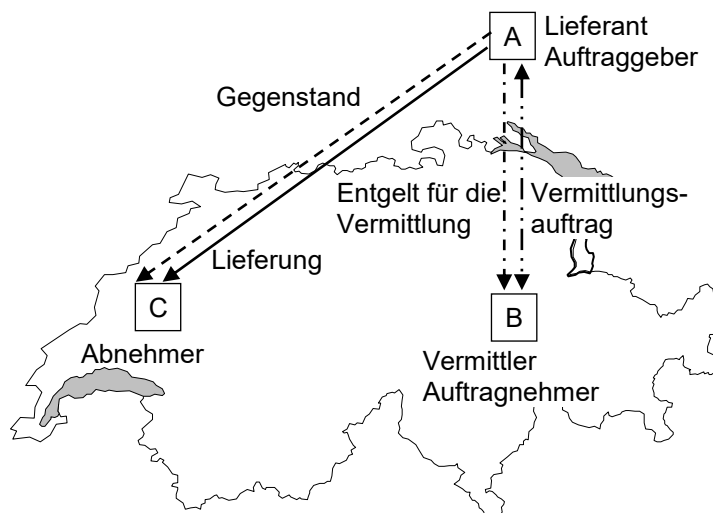 A
Lieferant
Auftraggeber
Gegenstand
Entgelt für die
Vermittlung
Vermittlungs-
auftrag
Lieferung
C
Abnehmer
B
Vermittler
Auftragnehmer